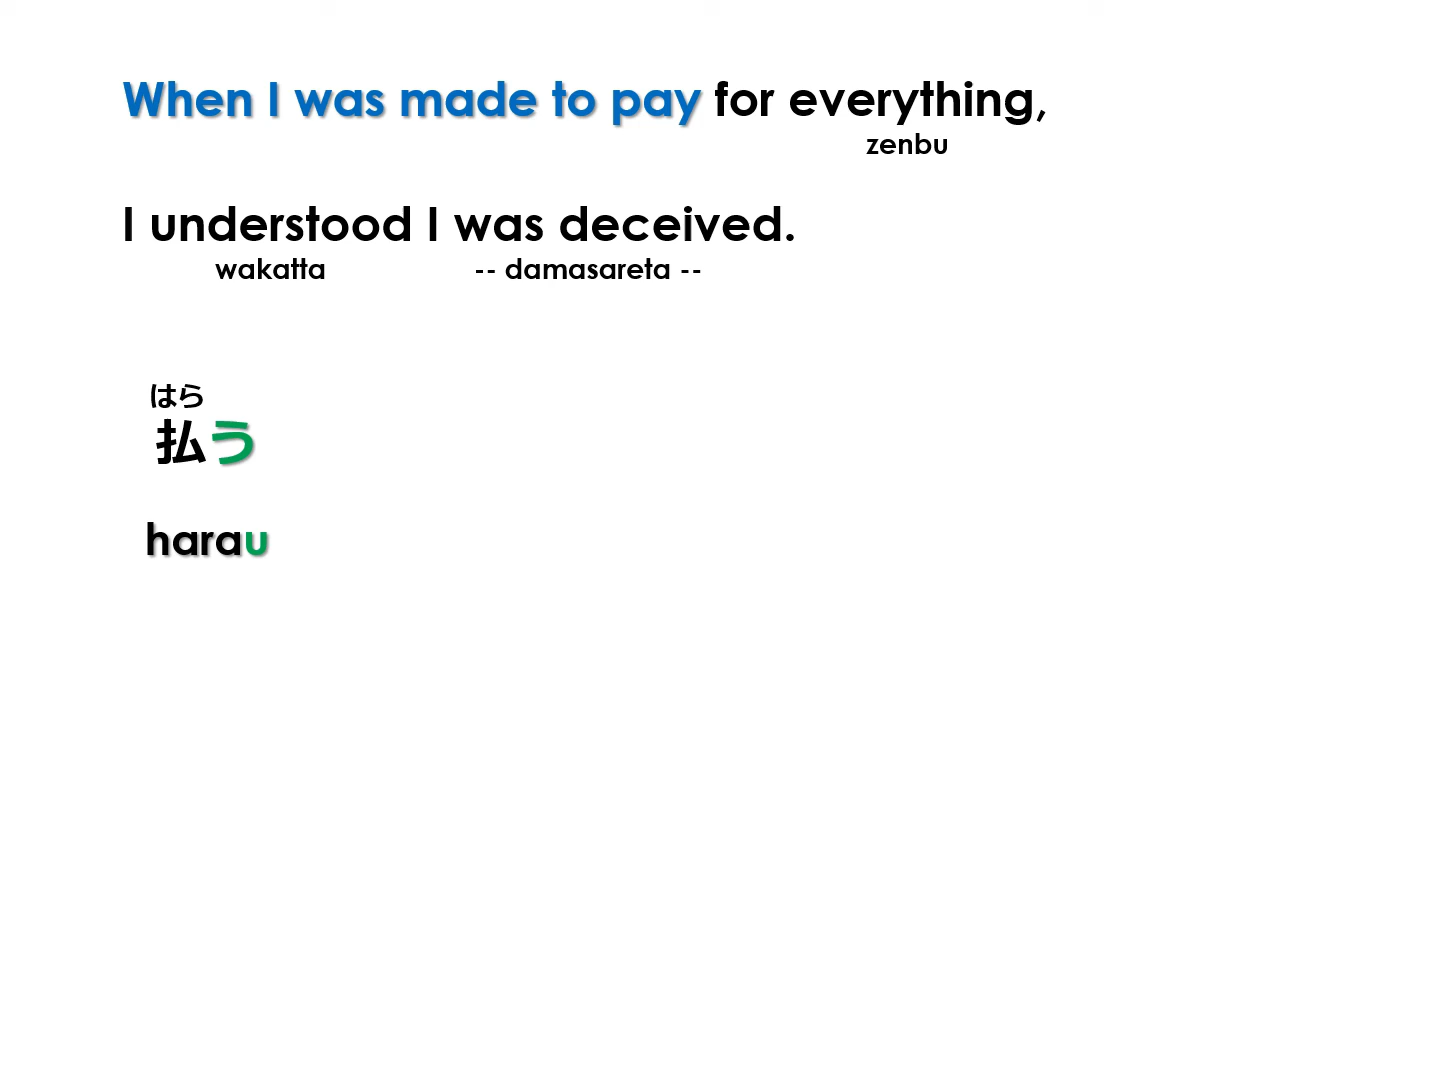 When I was made to pay for everything,
zenbu
I understood I was deceived.
wakatta -- damasareta --
はら
払う
harau